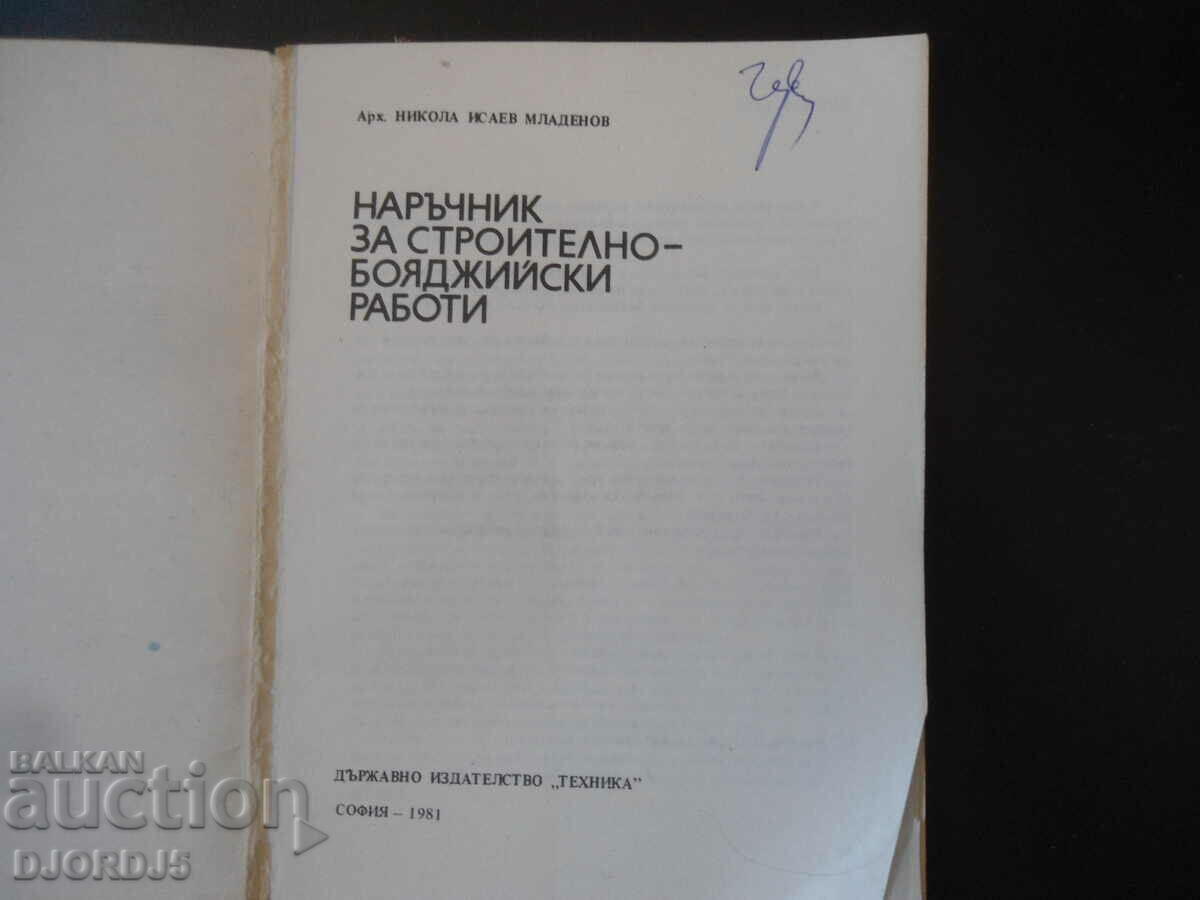 Арх. НИКОЛА ИСАЕВ МЛАДЕНОВ
НАРЪЧНИК
ЗА СТРОИТЕЛНО–
БОЯДЖИЙСКИ
РАБОТИ
ДЪРЖАВНО ИЗДАТЕЛСТВО „ТЕХНИКА”
СОФИЯ – 1981
BALKAN
auction
DJORDJ5